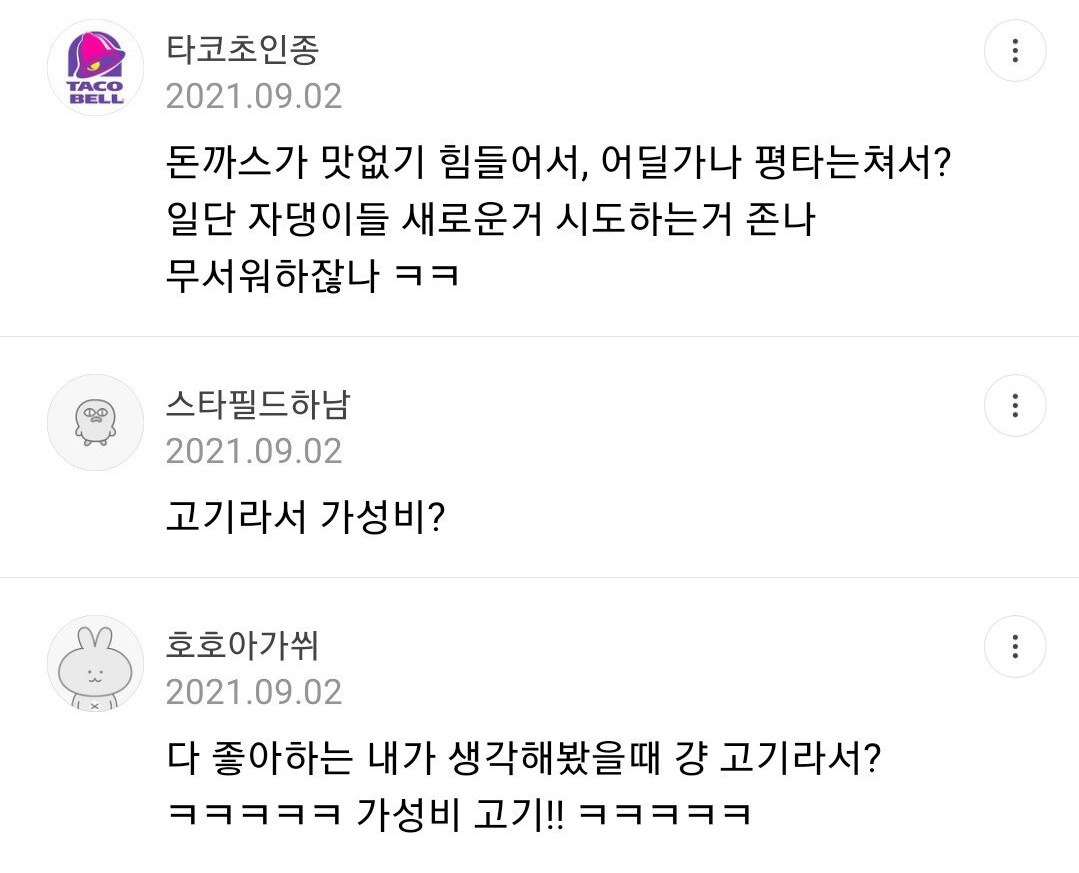 TACO
BELL
타코초인종
2021.09.02
돈까스가 맛없기 힘들어서, 어딜가나 평타는쳐서?
일단 자댕이들 새로운거 시도하는거 존나
무서워하잖나 ㅋㅋ
스타필드하남
2021.09.02
고기라서 가성비?
호호아가쒸
2021.09.02
다 좋아하는 내가 생각해봤을때 걍 고기라서?
ㅋㅋㅋㅋㅋ 가성비 고기!! ㅋㅋㅋㅋㅋ